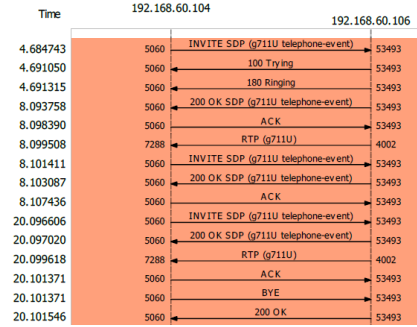 Time 192.168.60.104 192.168.60.106
4.684743 5060 INVITE SDP (g711U telephone-event) 53493
4.691050 5060 100 Trying 53493
4.691315 5060 180 Ringing 53493
8.093758 5060 200 OK SDP (g711U telephone-event) 53493
8.098390 5060 ACK 53493
8.099508 7288 RTP (g711U) 4002
8.101411 5060 INVITE SDP (g711U telephone-event) 53493
8.103087 5060 200 OK SDP (g711U telephone-event) 53493
8.107436 5060 ACK 53493
20.096606 5060 INVITE SDP (g711U telephone-event) 53493
20.097020 5060 200 OK SDP (g711U telephone-event) 53493
20.099618 7288 RTP (g711U) 4002
20.101371 5060 ACK 53493
20.101371 5060 BYE 53493
20.101546 5060 200 OK 53493